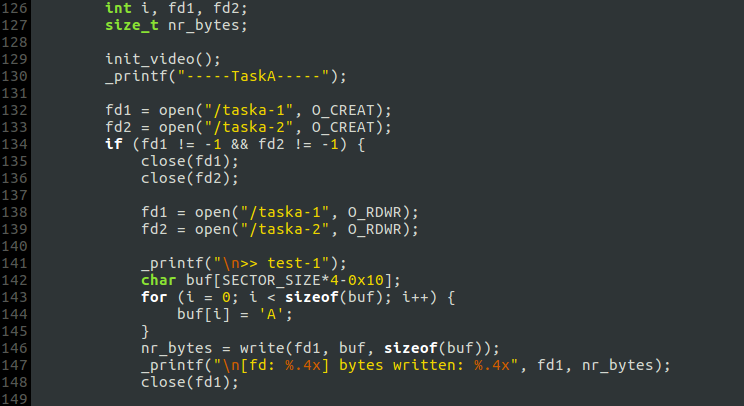 126         int i, fd1, fd2;
127         size_t nr_bytes;
128
129         init_video();
130         _printf("-----TaskA-----");
131
132         fd1 = open("/taska-1", O_CREAT);
133         fd2 = open("/taska-2", O_CREAT);
134         if (fd1 != -1 && fd2 != -1) {
135             close(fd1);
136             close(fd2);
137
138             fd1 = open("/taska-1", O_RDWR);
139             fd2 = open("/taska-2", O_RDWR);
140
141             _printf("\n>> test-1");
142             char buf[SECTOR_SIZE*4-0x10];
143             for (i = 0; i < sizeof(buf); i++) {
144                 buf[i] = 'A';
145             }
146             nr_bytes = write(fd1, buf, sizeof(buf));
147             _printf("\n[fd: %.4x] bytes written: %.4x", fd1, nr_bytes);
148             close(fd1);
149